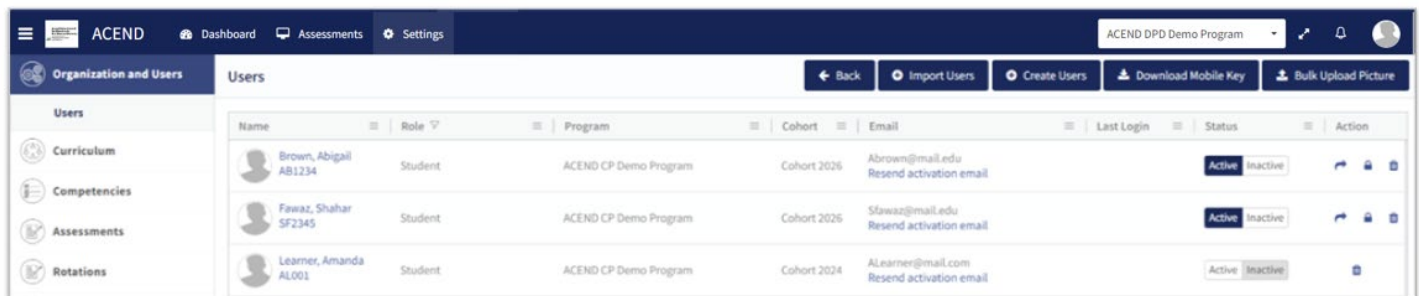 ACEND Dashboard Assessments Settings ACEND DPD Demo Program
Organization and Users
Users Back Import Users Create Users Download Mobile Key Bulk Upload Picture
Users
Name Role Program Cohort Email Last Login Status Action
Curriculum
Brown, Abigail Student ACEND CP Demo Program Cohort 2026 Abrown@mail.edu Active Inactive
AB1234 Resend activation email
Competencies
Fawaz, Shahar Student ACEND CP Demo Program Cohort 2026 Sfawaz@mail.edu Active Inactive
SF2345 Resend activation email
Assessments
Learner, Amanda Student ACEND CP Demo Program Cohort 2024 ALearner@mail.com Active Inactive
AL001 Resend activation email
Rotations